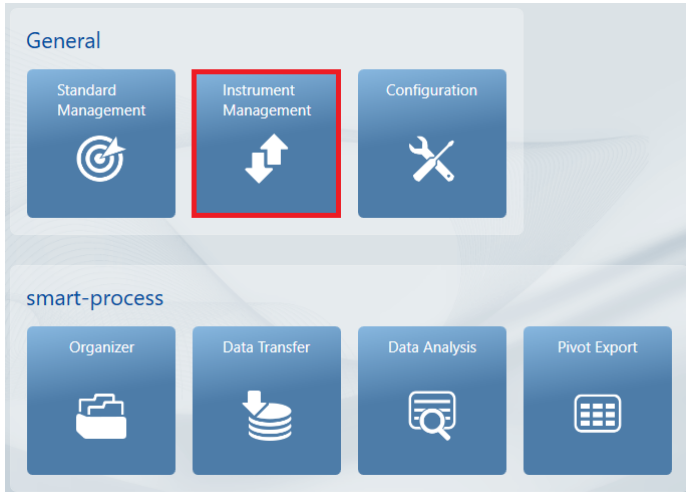 General
Standard
Management
Instrument
Management
Configuration
smart-process
Organizer
Data Transfer
Data Analysis
Pivot Export